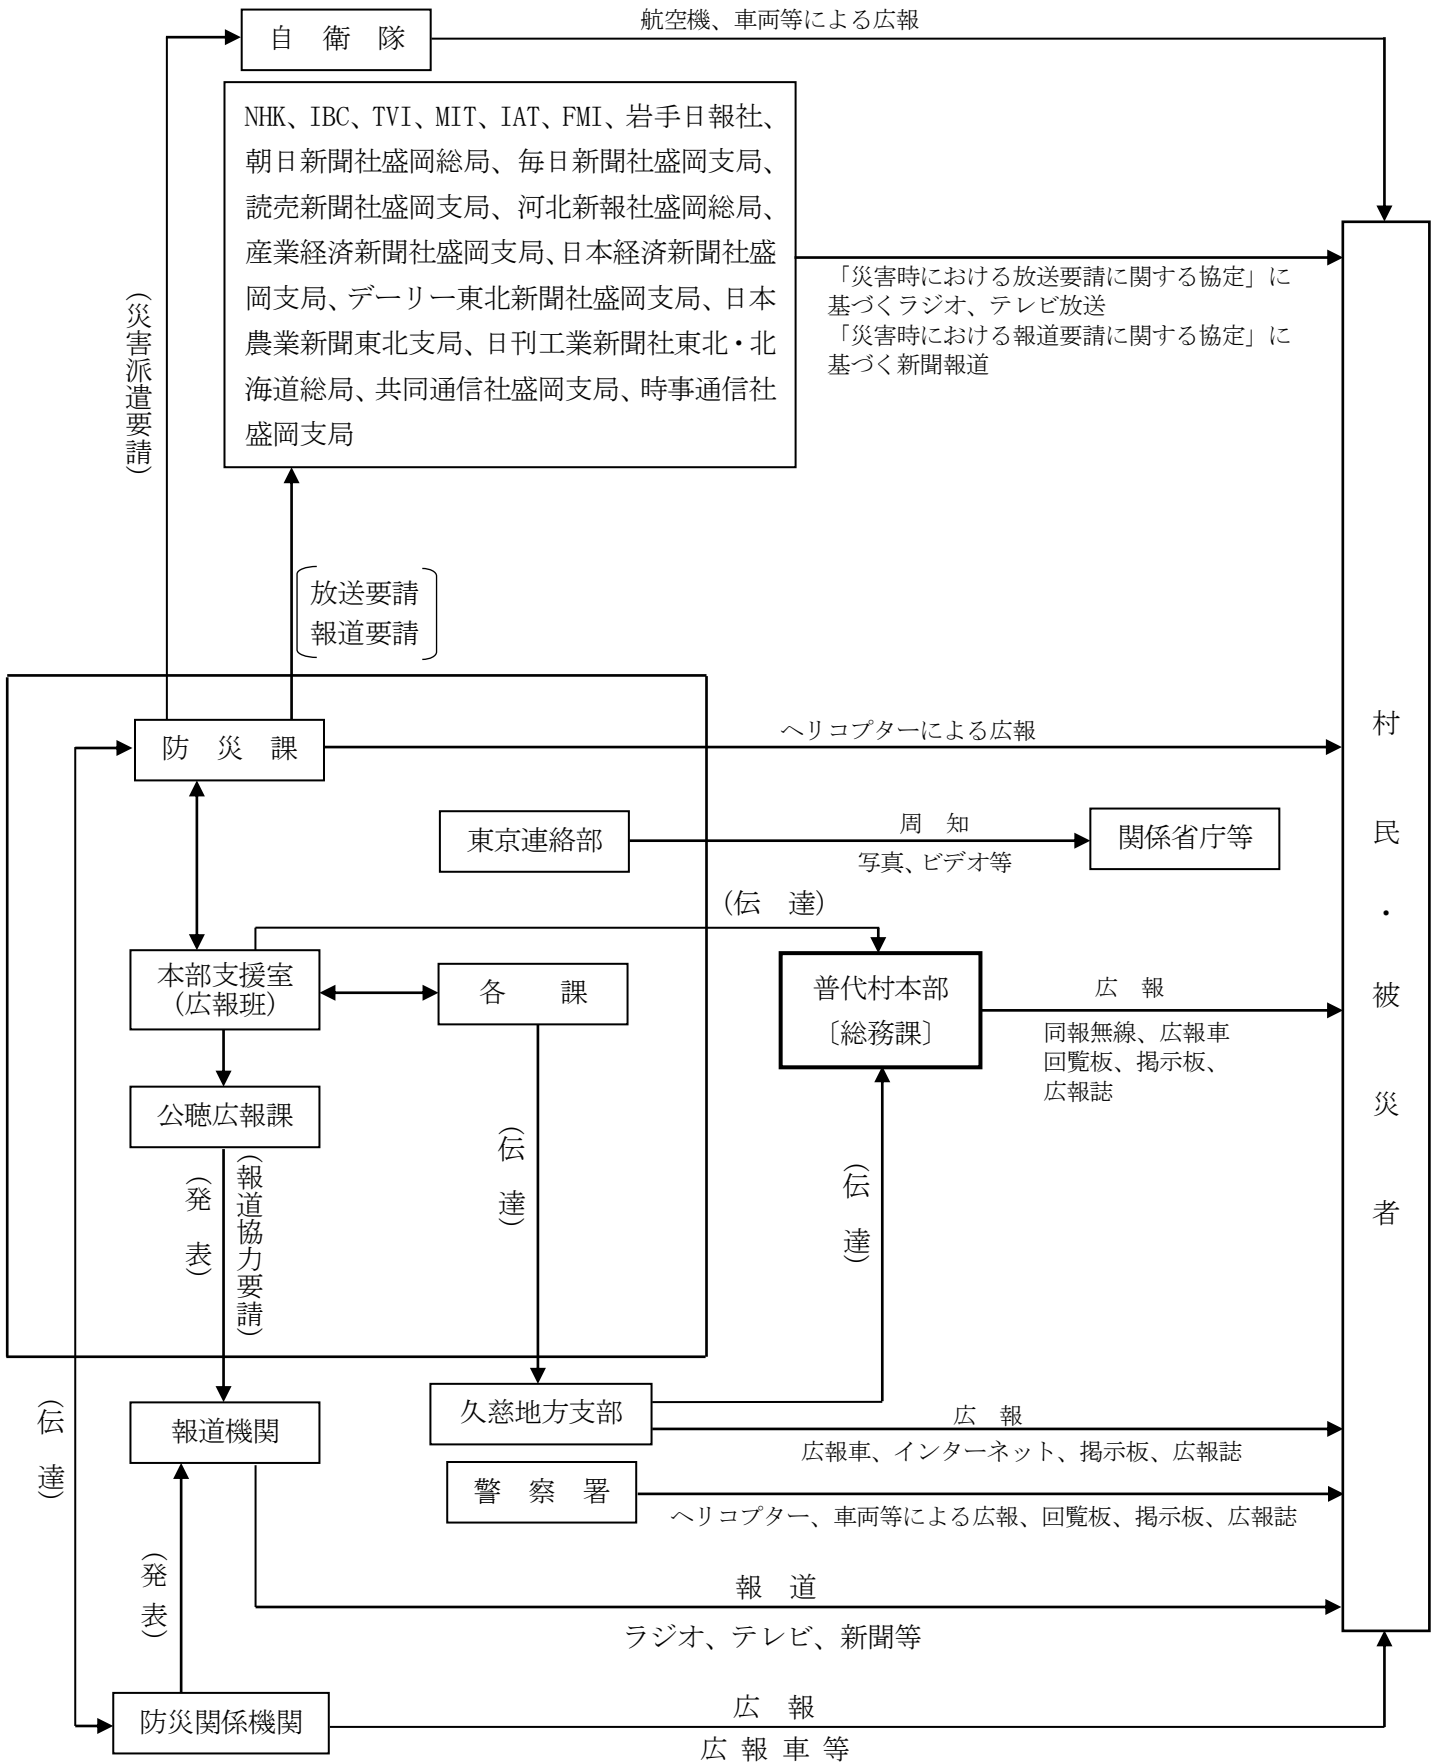 自　衛　隊
航空機、車両等による広報
NHK、IBC、TVI、MIT、IAT、FMI、岩手日報社、
朝日新聞社盛岡総局、毎日新聞社盛岡支局、
読売新聞社盛岡支局、河北新報社盛岡総局、
産業経済新聞社盛岡支局、日本経済新聞社盛
岡支局、デーリー東北新聞社盛岡支局、日本
農業新聞東北支局、日刊工業新聞社東北・北
海道総局、共同通信社盛岡支局、時事通信社
盛岡支局
「災害時における放送要請に関する協定」に
基づくラジオ、テレビ放送
「災害時における報道要請に関する協定」に
基づく新聞報道
（災害派遣要請）
放送要請
報道要請
防　災　課
ヘリコプターによる広報
村　民　・　被　災　者
東京連絡部
周　知
写真、ビデオ等
関係省庁等
（伝　達）
本部支援室
（広報班）
各　　課
普代村本部
〔総務課〕
広　報
同報無線、広報車
回覧板、掲示板、
広報誌
公聴広報課
（発　表）
（報道協力要請）
（伝　達）
（伝　達）
（伝　達）
報道機関
久慈地方支部
広　報
広報車、インターネット、掲示板、広報誌
警　察　署
ヘリコプター、車両等による広報、回覧板、掲示板、広報誌
（発　表）
報　道
ラジオ、テレビ、新聞等
防災関係機関
広　報
広 報 車 等